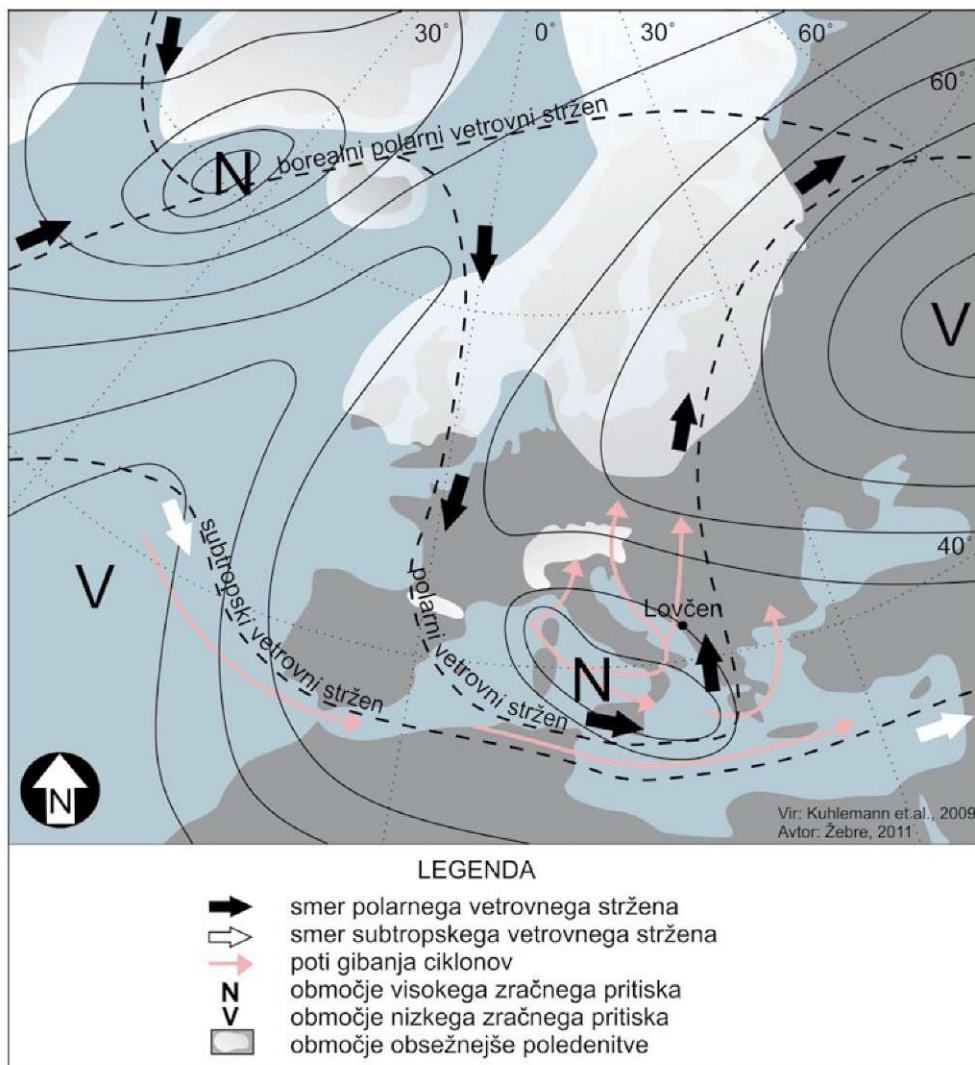 30°
0°
30°
60°
60°
borealni polarni vetrovni stržen
N
V
V
subtropski vetrovni stržen
polarni vetrovni stržen
40°
Lovčen
N
N
Vir: Kuhlemann et.al., 2009
Avtor: Žebre, 2011
LEGENDA
smer polarnega vetrovnega stržena
smer subtropskega vetrovnega stržena
poti gibanja ciklonov
N območje visokega zračnega pritiska
V območje nizkega zračnega pritiska
območje obsežnejše poledenitve